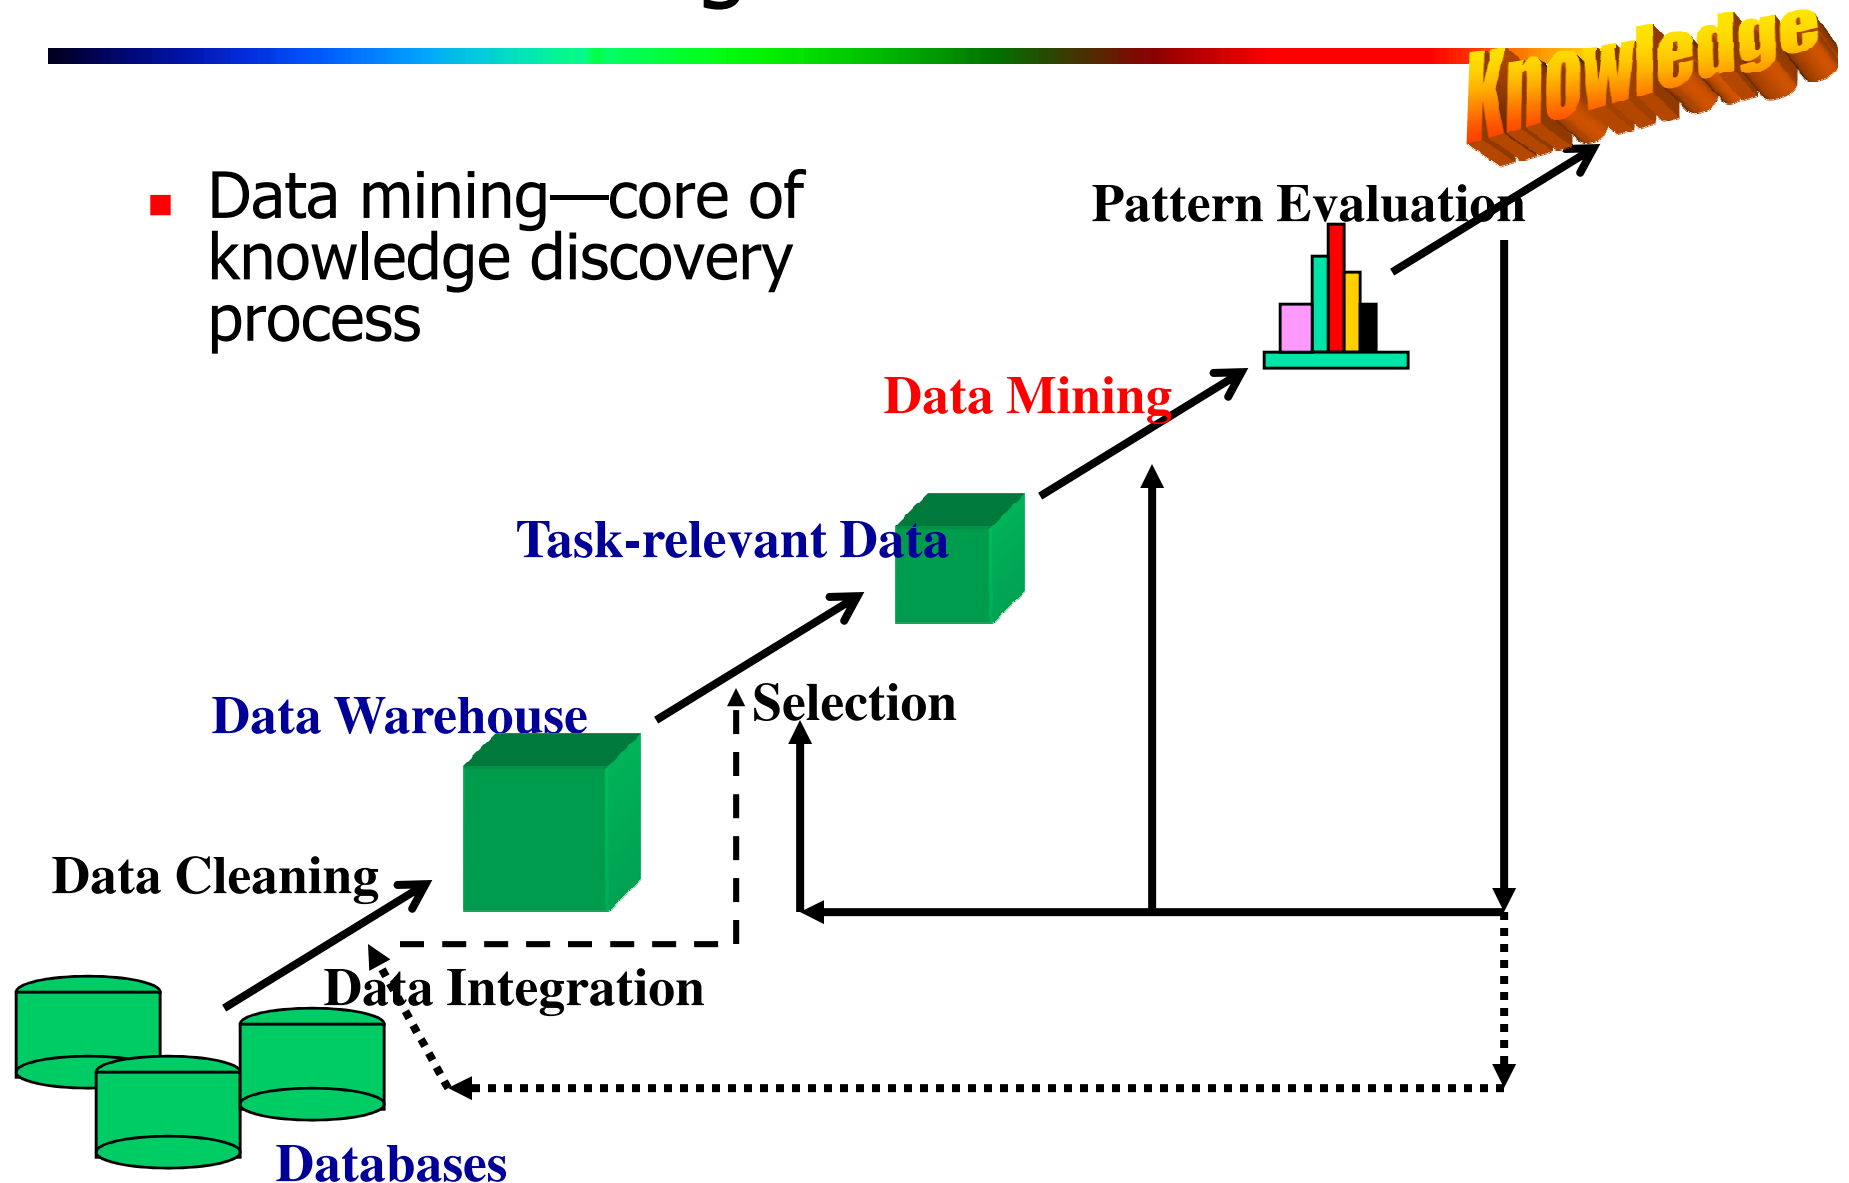 Knowledge
Data mining—core of
knowledge discovery
process
Pattern Evaluation
Data Mining
Task-relevant Data
Selection
Data Warehouse
Data Cleaning
Data Integration
Databases